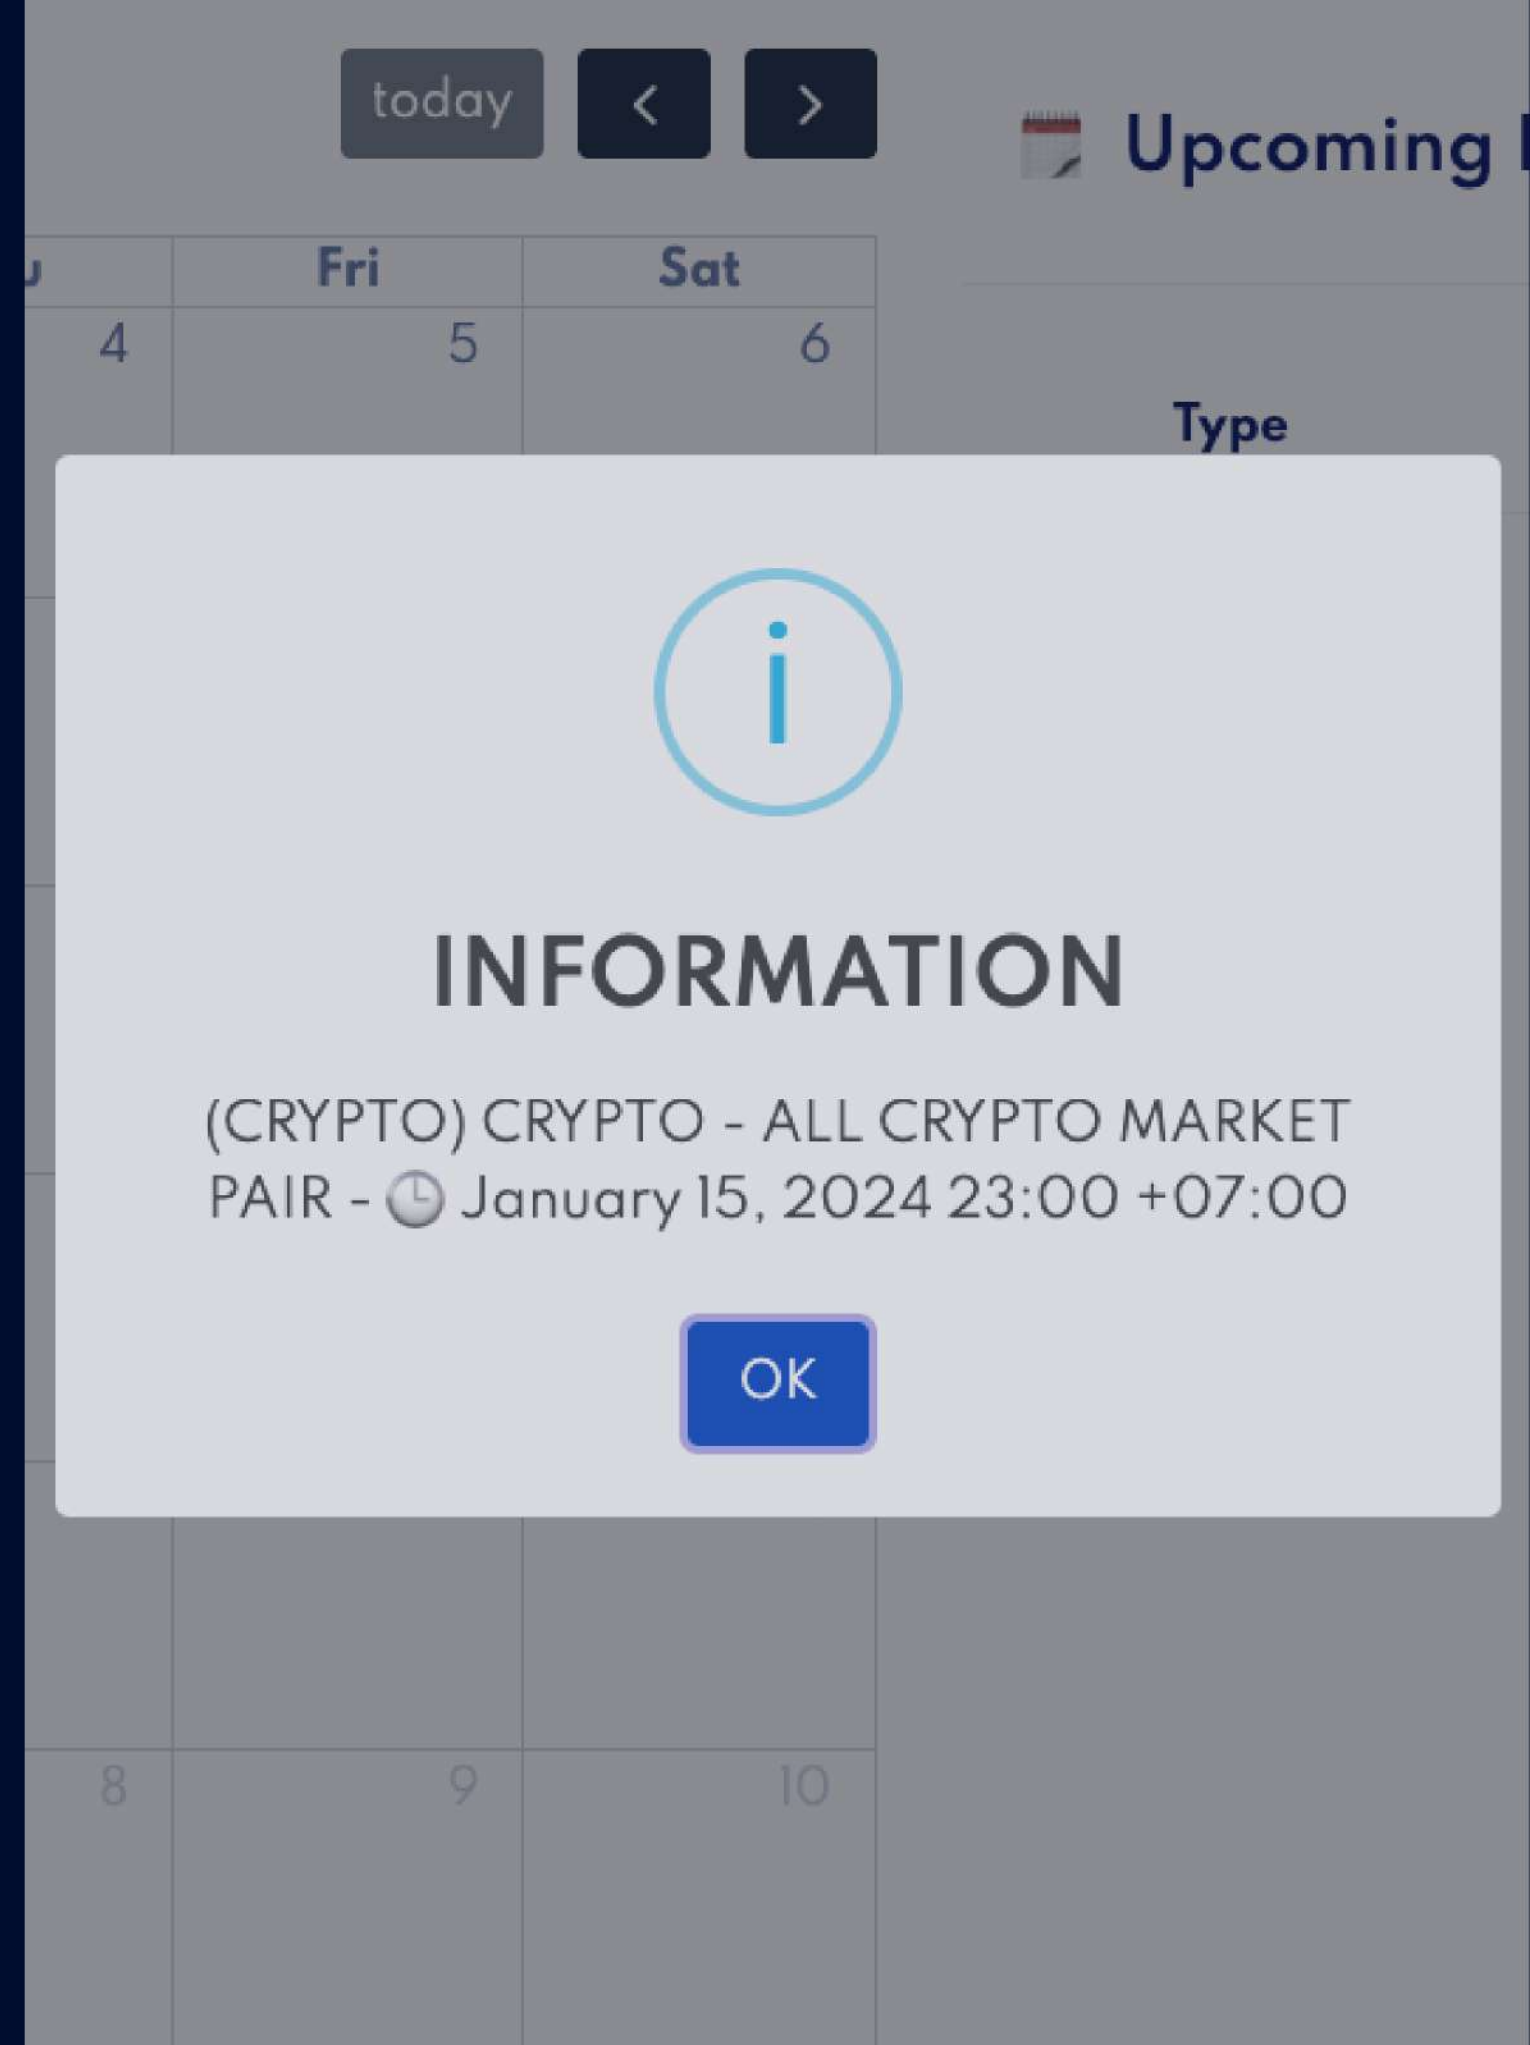 today
Upcoming
Fri Sat
4 5 6
Type
i
INFORMATION
(CRYPTO) CRYPTO - ALL CRYPTO MARKET
PAIR - 🕒 January 15, 2024 23:00 +07:00
OK
8 9 10